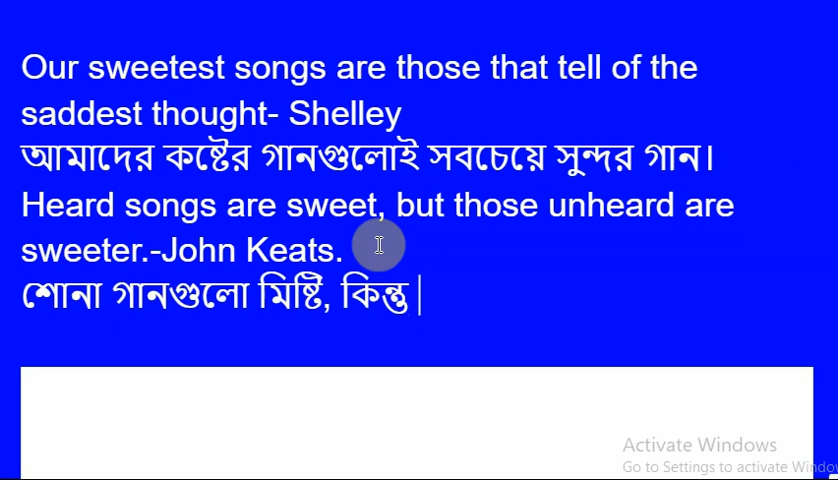 Our sweetest songs are those that tell of the
saddest thought- Shelley
আমাদের কষ্টের গানগুলোই সবচেয়ে সুন্দর গান।
Heard songs are sweet, but those unheard are
sweeter.-John Keats.
শোনা গানগুলো মিষ্টি, কিন্তু
Activate Windows
Go to Settings to activate Windo